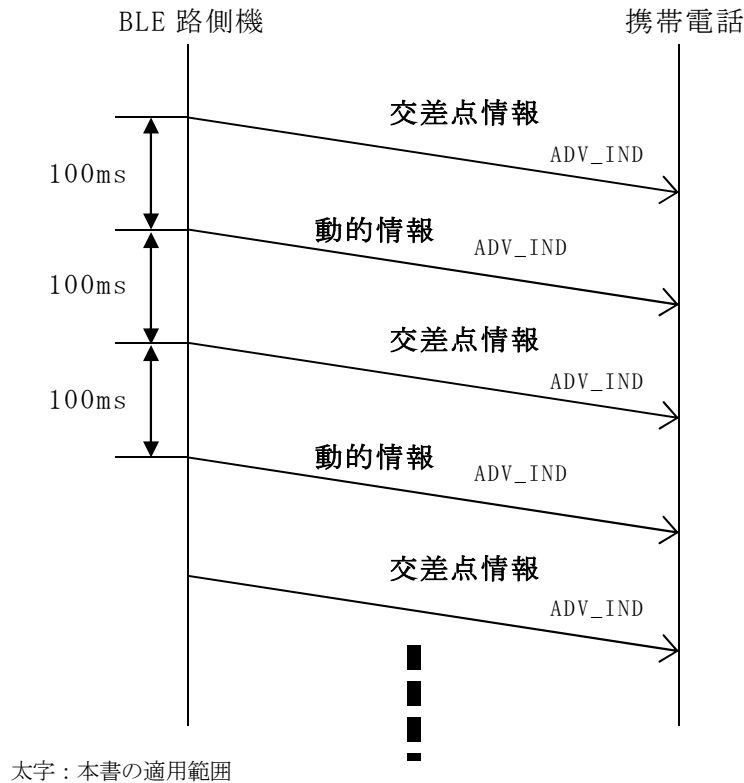 BLE 路側機
携帯電話
交差点情報
ADV_IND
100ms
動的情報
ADV_IND
100ms
交差点情報
ADV_IND
100ms
動的情報
ADV_IND
交差点情報
ADV_IND
太字：本書の適用範囲